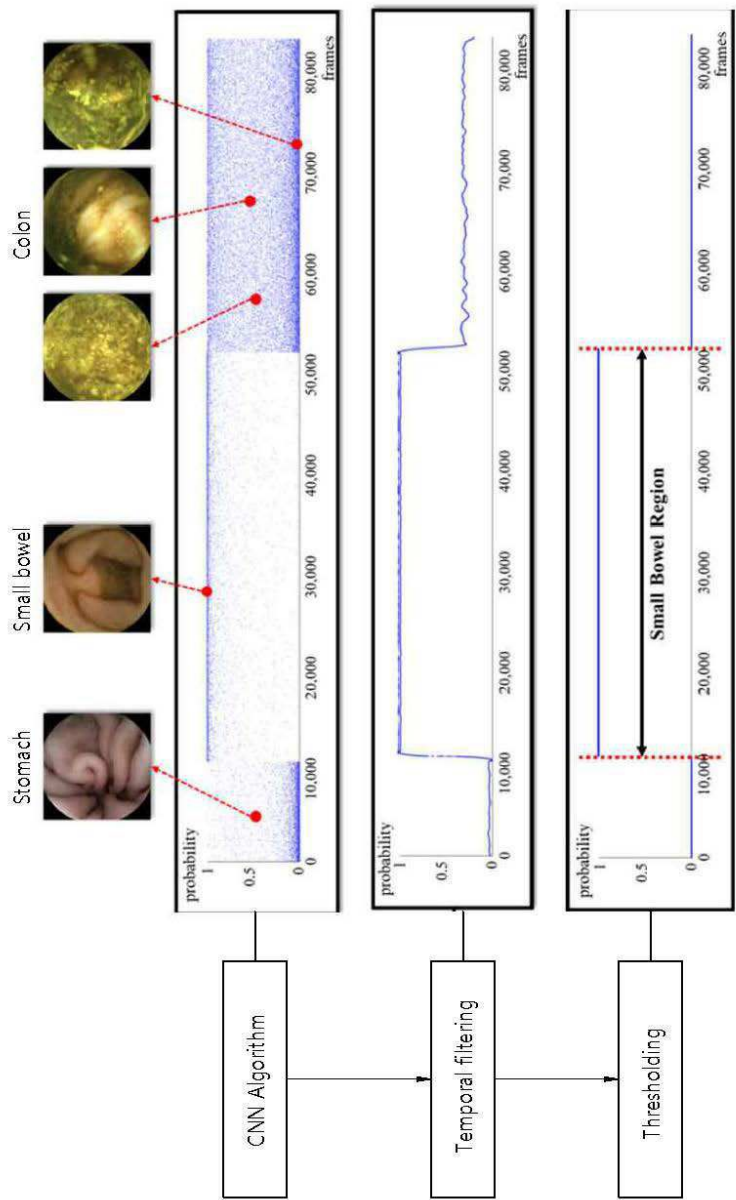 Stomach
Small bowel
Colon
CNN Algorithm
probability
1
0.5
0
0
10,000
20,000
30,000
40,000
50,000
60,000
70,000
80,000
frames
Temporal filtering
probability
1
0.5
0
0
10,000
20,000
30,000
40,000
50,000
60,000
70,000
80,000
frames
Thresholding
probability
1
0.5
0
Small Bowel Region
0
10,000
20,000
30,000
40,000
50,000
60,000
70,000
80,000
frames